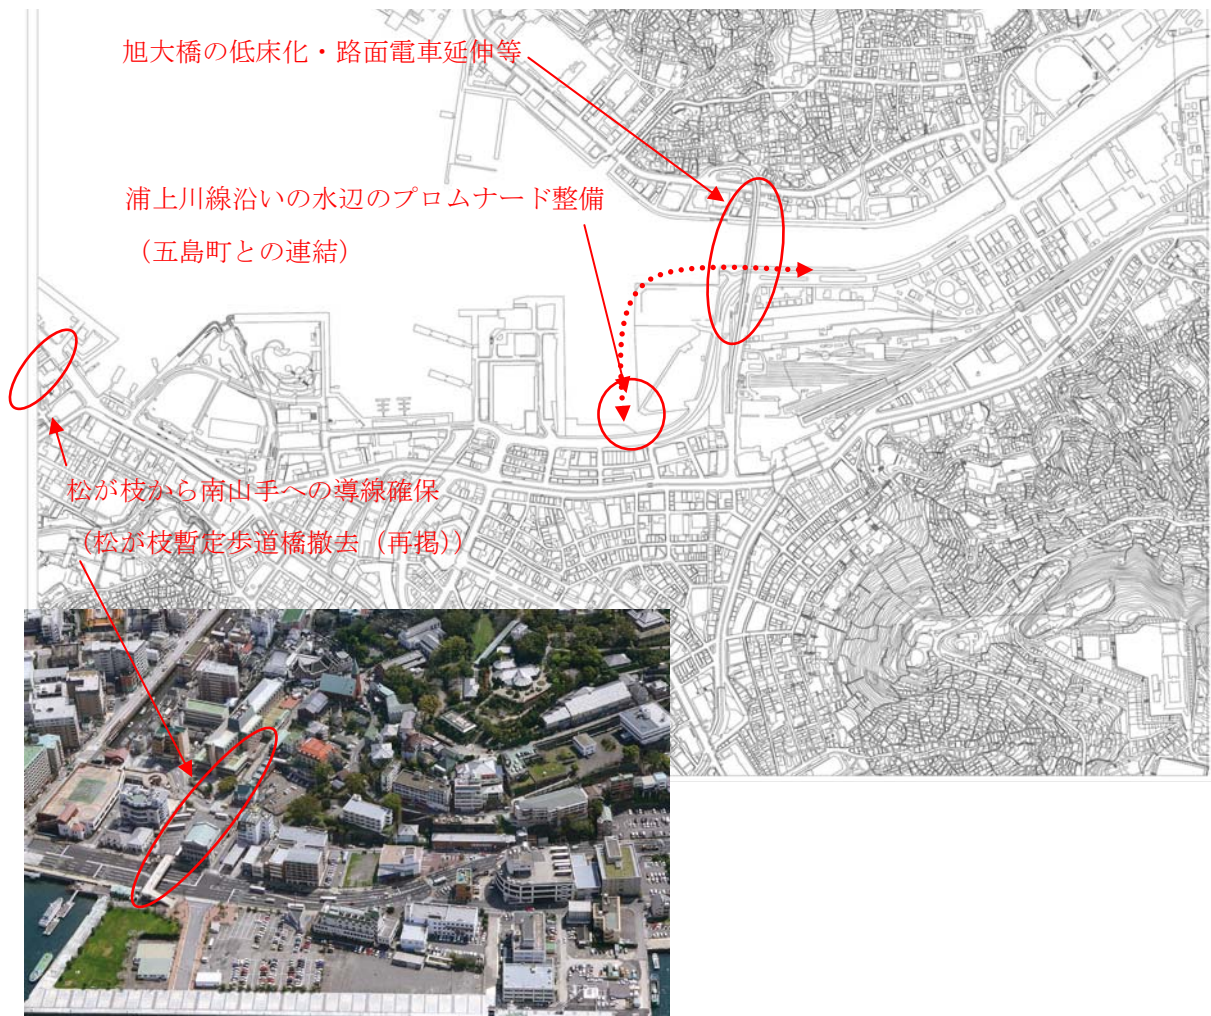 旭大橋の低床化・路面電車延伸等
浦上川線沿いの水辺のプロムナード整備
（五島町との連結）
松が枝から南山手への導線確保
（松が枝暫定歩道橋撤去（再掲））